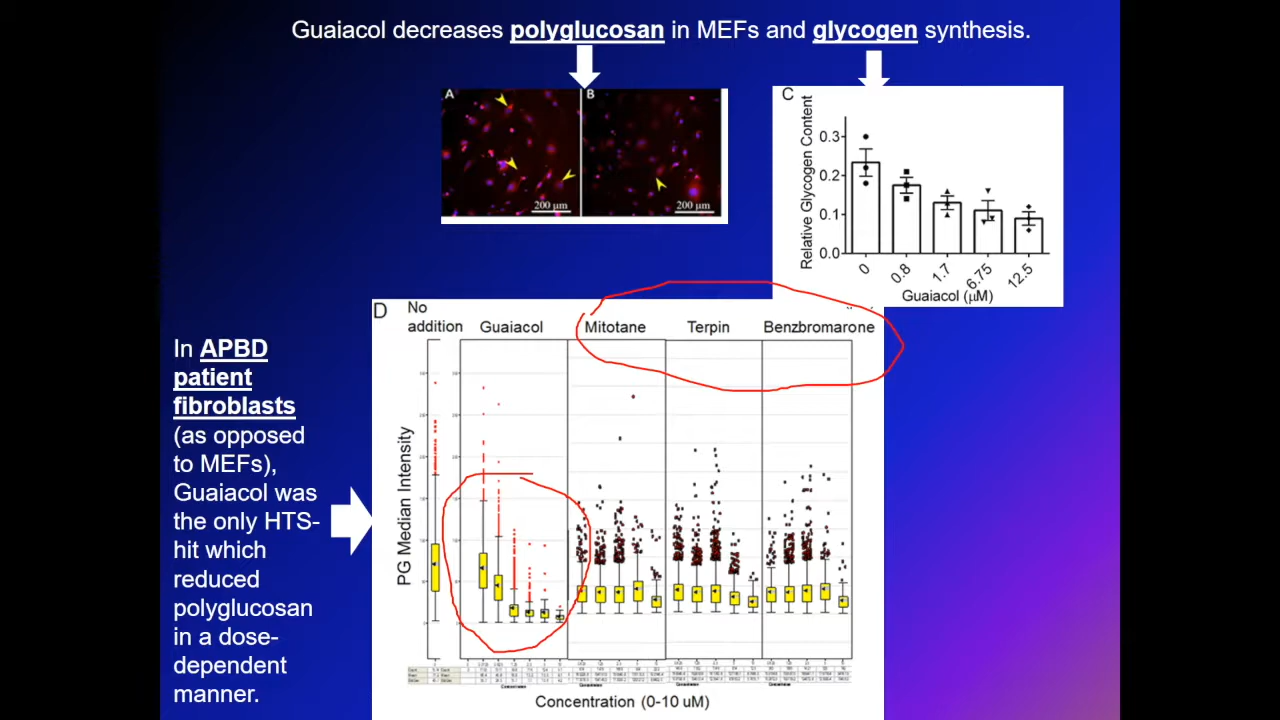 Guaiacol decreases polyglucosan in MEFs and glycogen synthesis.
A
B
200 µm
200 µm
C
Relative Glycogen Content
0.3
0.2
0.1
0.0
0
0.8
1.7
6.75
12.5
Guaiacol (µM)
In APBD
patient
fibroblasts
(as opposed
to MEFs),
Guaiacol was
the only HTS-
hit which
reduced
polyglucosan
in a dose-
dependent
manner.
D
No
addition
Guaiacol
Mitotane
Terpin
Benzbromarone
PG Median Intensity
Concentration (0-10 uM)